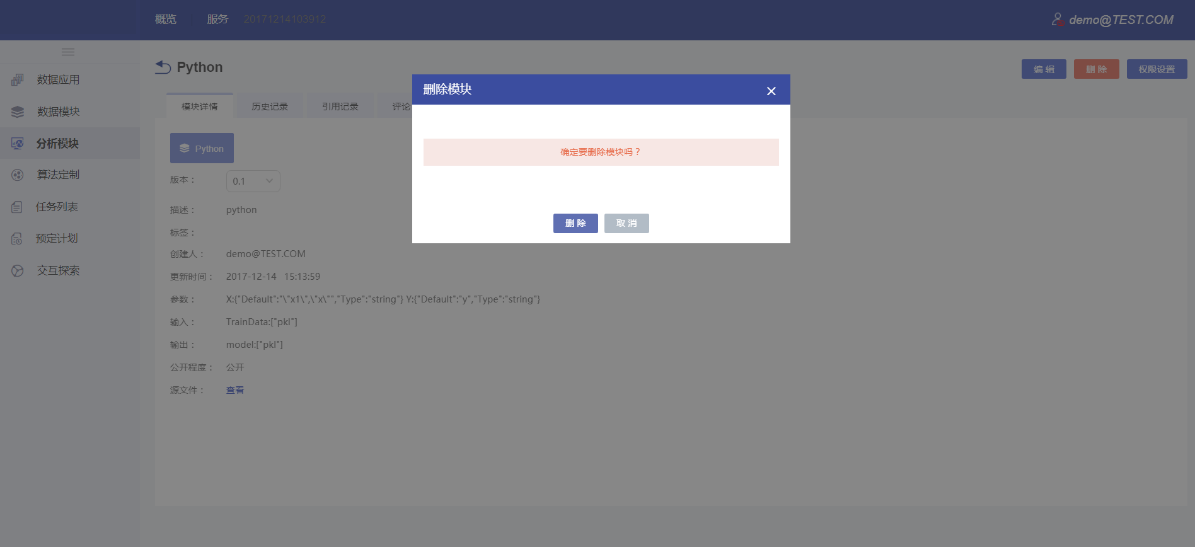 概览 服务 20171214103912 demo@TEST.COM
数据应用
数据模块
分析模块
算法定制
任务列表
预定计划
交互探索
Python
编 辑 删 除 权限设置
模块详情 历史记录 引用记录 评论
Python
版本： 0.1
描述： python
标签：
创建人： demo@TEST.COM
更新时间： 2017-12-14 15:13:59
参数： X:{"Default":"\"x1\",\"x\"","Type":"string"} Y:{"Default":"y","Type":"string"}
输入： TrainData:["pkl"]
输出： model:["pkl"]
公开程度： 公开
源文件： 查看
删除模块
确定要删除模块吗？
删 除 取 消